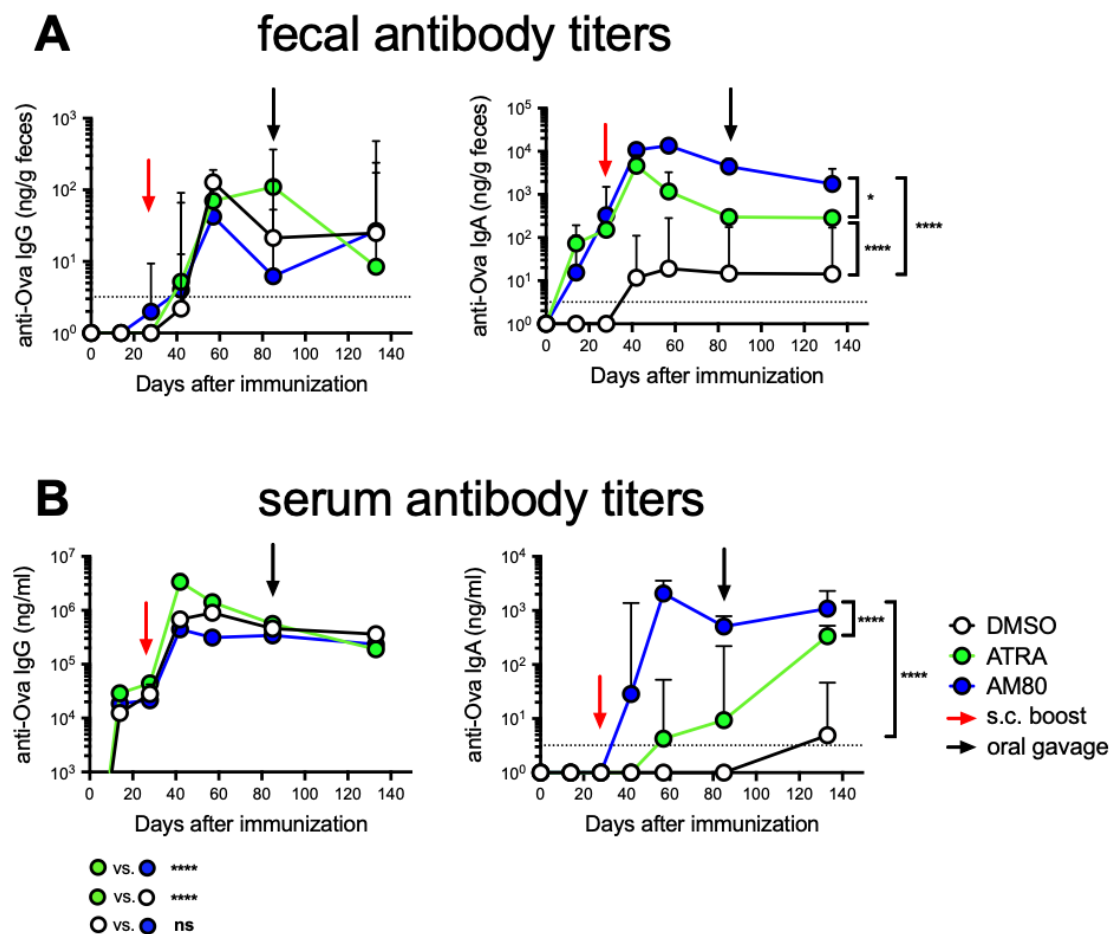 A fecal antibody titers
anti-Ova IgG (ng/g feces)
10³
10²
10¹
10⁰
0 20 40 60 80 100 120 140
Days after immunization
anti-Ova IgA (ng/g feces)
10⁵
10⁴
10³
10²
10¹
10⁰
0 20 40 60 80 100 120 140
Days after immunization
*
****
****
B serum antibody titers
anti-Ova IgG (ng/ml)
10⁷
10⁶
10⁵
10⁴
10³
0 20 40 60 80 100 120 140
Days after immunization
anti-Ova IgA (ng/ml)
10⁴
10³
10²
10¹
10⁰
0 20 40 60 80 100 120 140
Days after immunization
****
****
DMSO
ATRA
AM80
s.c. boost
oral gavage
vs. ****
vs. ****
vs. ns